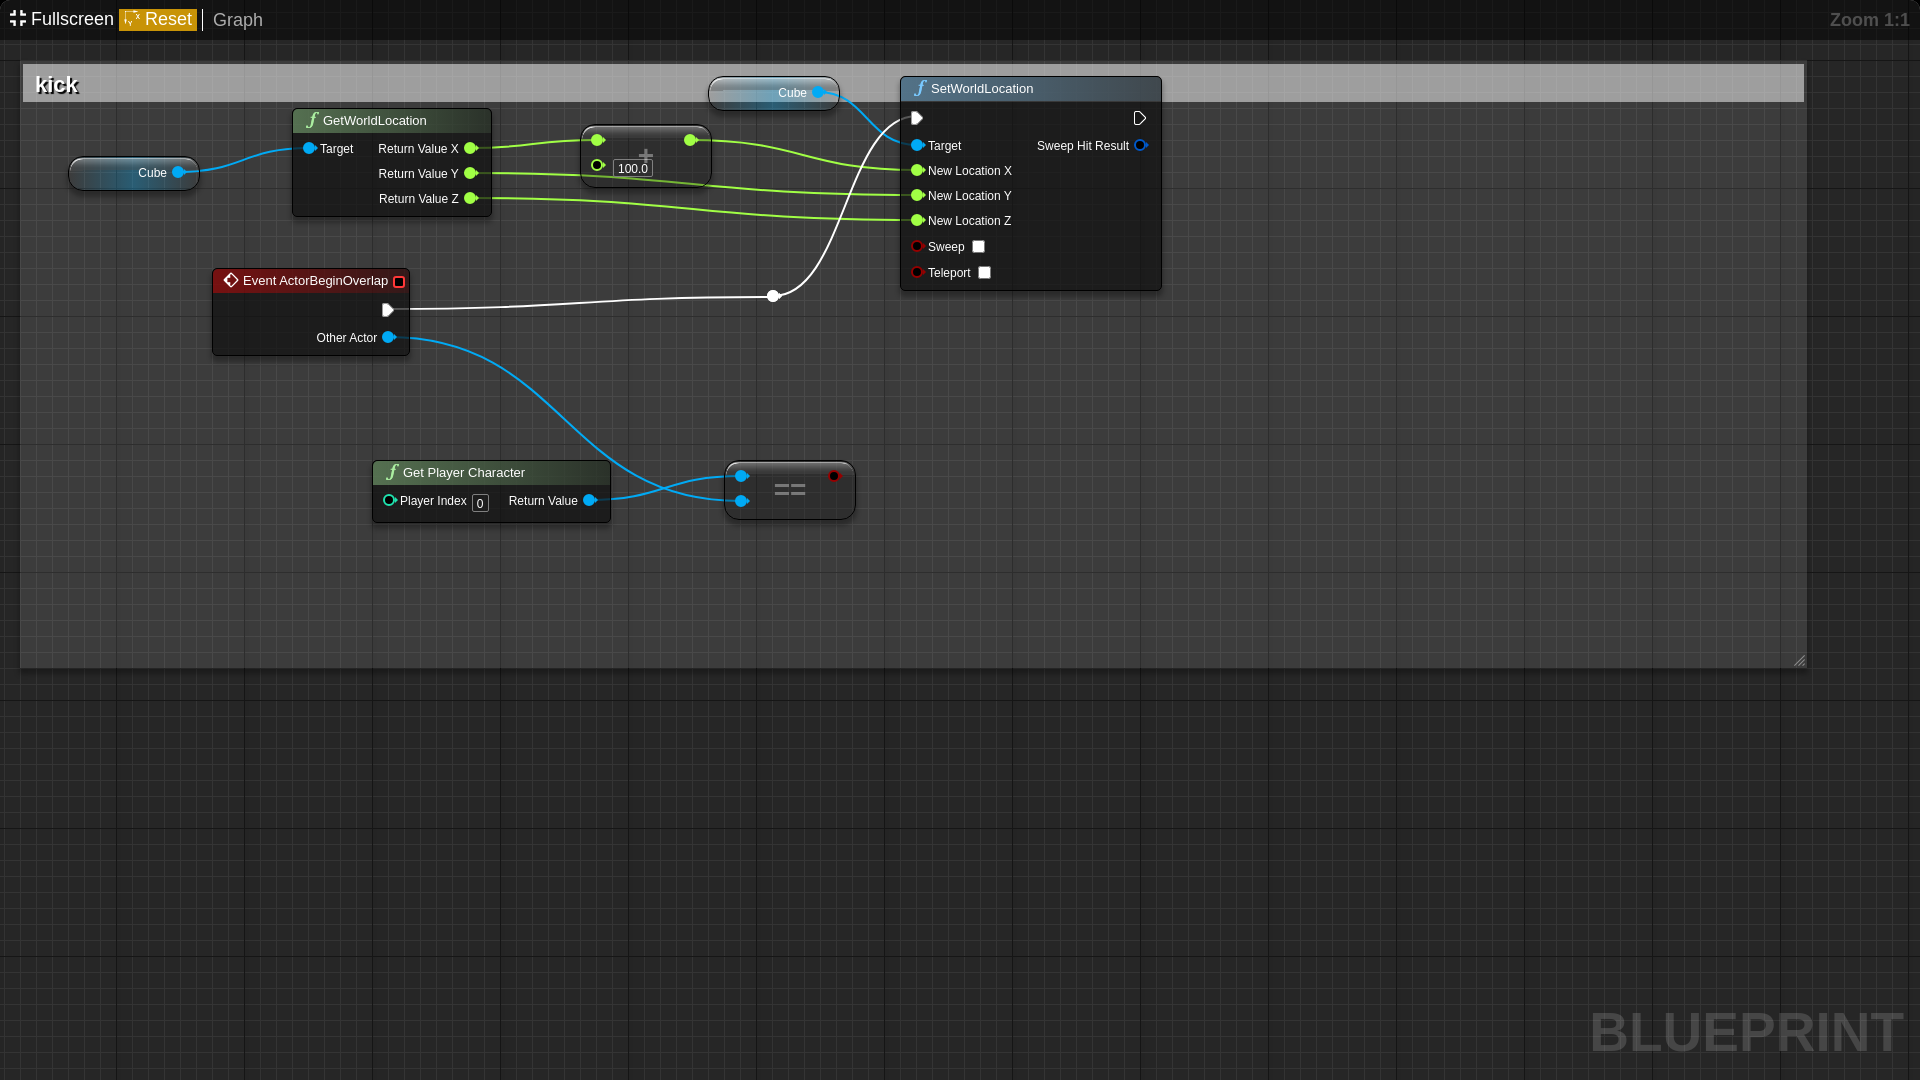 Fullscreen Reset Graph Zoom 1:1
kick
Cube
SetWorldLocation
Target Sweep Hit Result
New Location X
New Location Y
New Location Z
Sweep
Teleport
GetWorldLocation
Target Return Value X
Return Value Y
Return Value Z
+
100.0
Cube
Event ActorBeginOverlap
Other Actor
Get Player Character
Player Index 0 Return Value
==
BLUEPRINT